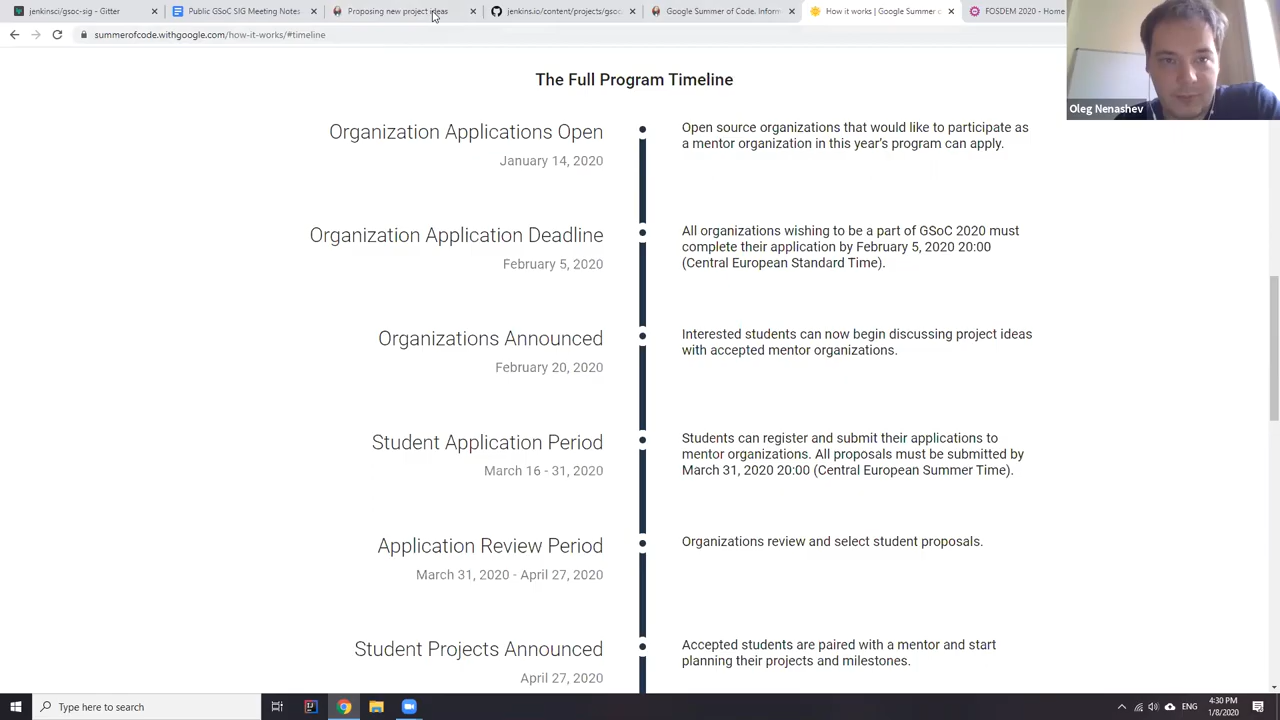 jenkinsci/gsoc-sig - Gitter
Public GSoC SIG Meeting Notes
Proposing new project ideas
jenkins.io/content/projects/gsoc
Google Summer of Code. Inform
How it works | Google Summer o
FOSDEM 2020 - Home
summerofcode.withgoogle.com/how-it-works/#timeline
Oleg Nenashev
The Full Program Timeline
Organization Applications Open
January 14, 2020
Open source organizations that would like to participate as
a mentor organization in this year's program can apply.
Organization Application Deadline
February 5, 2020
All organizations wishing to be a part of GSoC 2020 must
complete their application by February 5, 2020 20:00
(Central European Standard Time).
Organizations Announced
February 20, 2020
Interested students can now begin discussing project ideas
with accepted mentor organizations.
Student Application Period
March 16 - 31, 2020
Students can register and submit their applications to
mentor organizations. All proposals must be submitted by
March 31, 2020 20:00 (Central European Summer Time).
Application Review Period
March 31, 2020 - April 27, 2020
Organizations review and select student proposals.
Student Projects Announced
April 27, 2020
Accepted students are paired with a mentor and start
planning their projects and milestones.
Type here to search
ENG
4:30 PM
1/8/2020